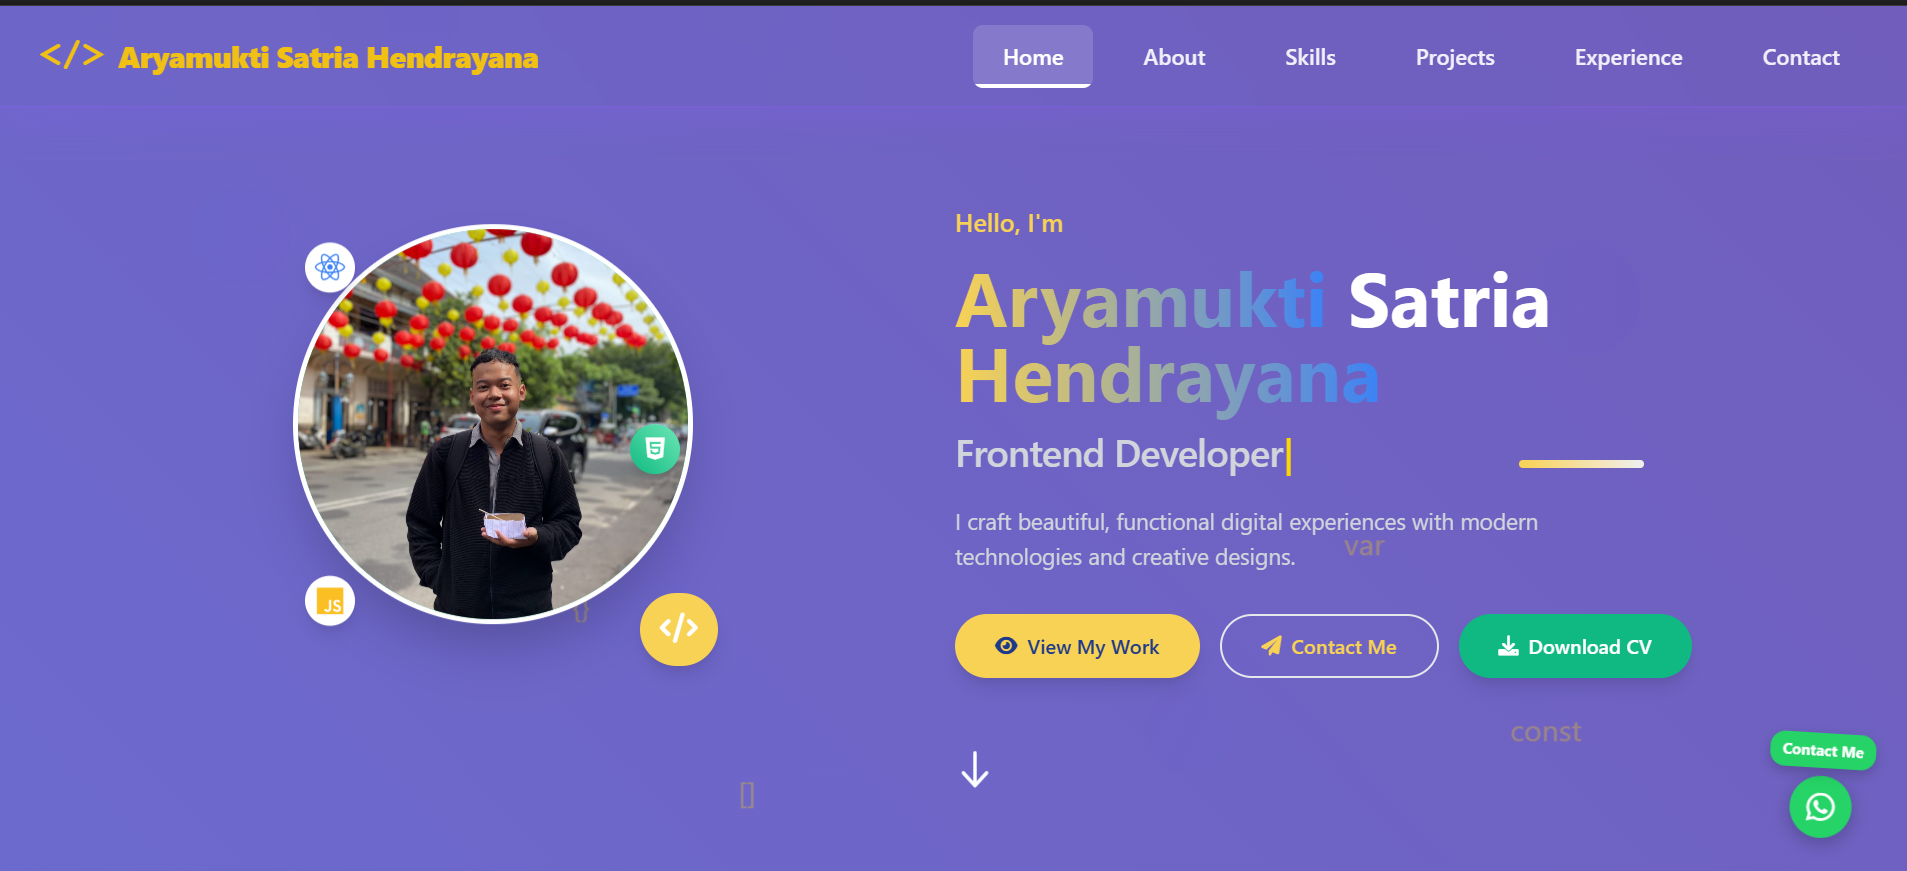 </> Aryamukti Satria Hendrayana
Home
About
Skills
Projects
Experience
Contact
Hello, I'm
Aryamukti Satria
Hendrayana
Frontend Developer|
I craft beautiful, functional digital experiences with modern
technologies and creative designs.
var
View My Work
Contact Me
Download CV
JS
5
{}
</>
const
[]
Contact Me